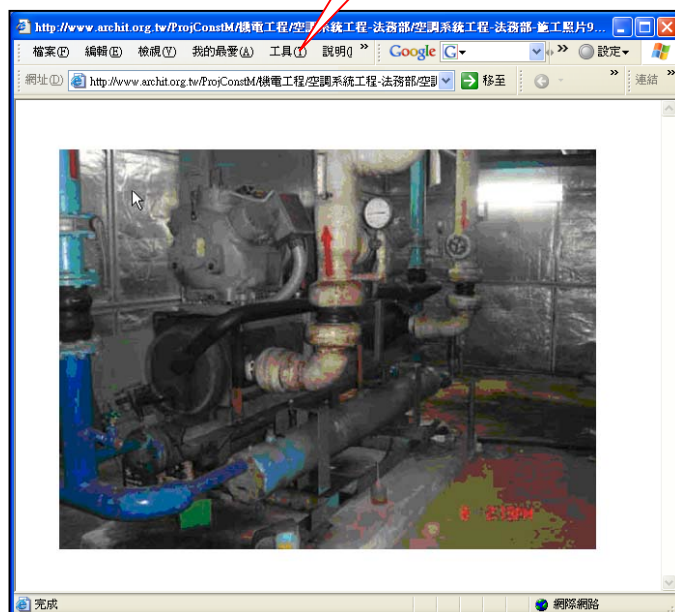 http://www.archit.org.tw/ProjConstM/機電工程/空調系統工程-法務部/空調系統工程-法務部-施工照片9...
檔案(F) 編輯(E) 檢視(V) 我的最愛(A) 工具(T) 說明( » Google G » 設定
網址(D) http://www.archit.org.tw/ProjConstM/機電工程/空調系統工程-法務部/空 移至 » 連結 »
完成 網際網路